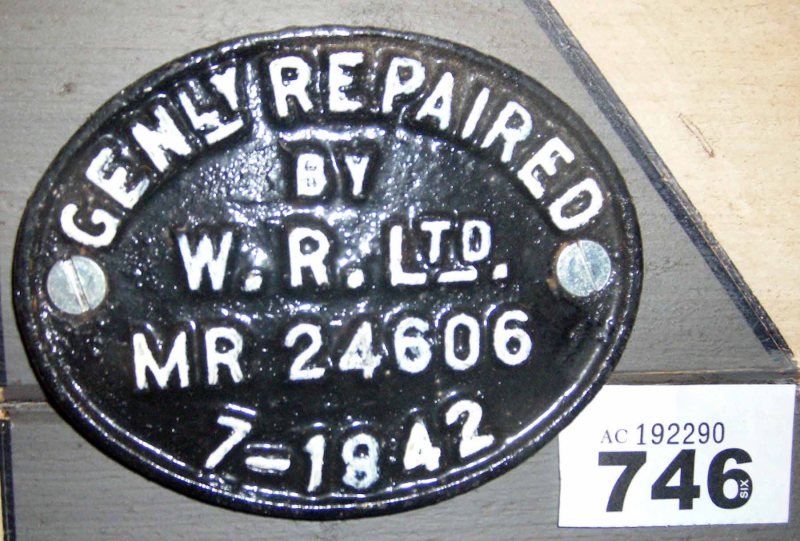 GENLY REPAIRED
BY
W. R. LTD.
MR 24606
7-1942
AC 192290
746
SIX